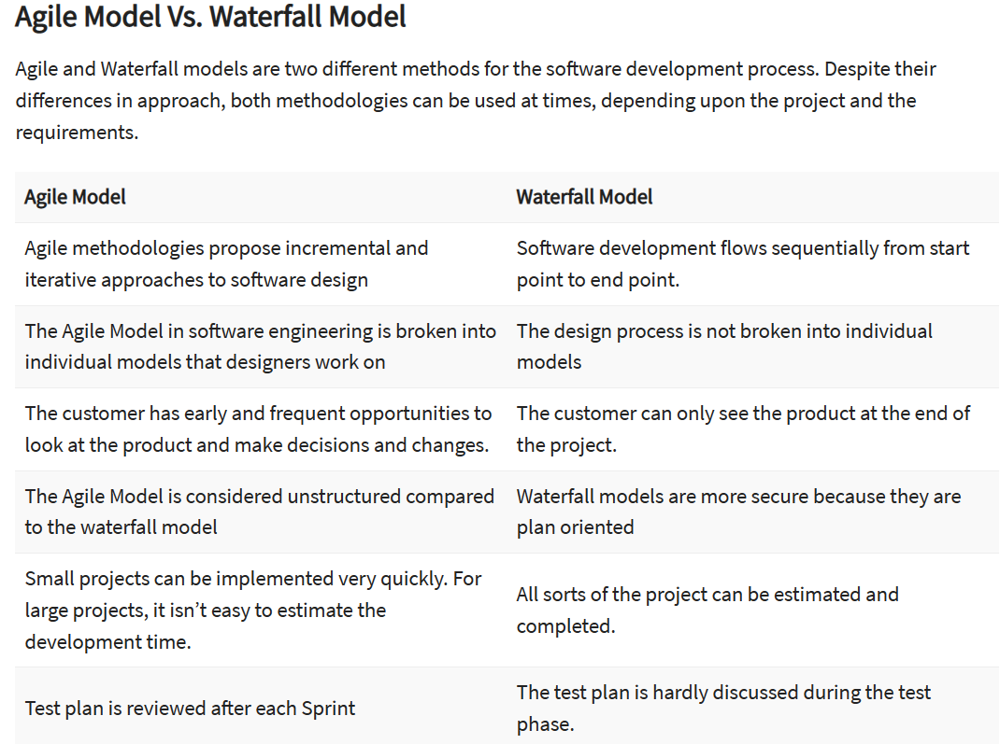 Agile Model Vs. Waterfall Model
Agile and Waterfall models are two different methods for the software development process. Despite their
differences in approach, both methodologies can be used at times, depending upon the project and the
requirements.
Agile Model
Waterfall Model
Agile methodologies propose incremental and
iterative approaches to software design
Software development flows sequentially from start
point to end point.
The Agile Model in software engineering is broken into
individual models that designers work on
The design process is not broken into individual
models
The customer has early and frequent opportunities to
look at the product and make decisions and changes.
The customer can only see the product at the end of
the project.
The Agile Model is considered unstructured compared
to the waterfall model
Waterfall models are more secure because they are
plan oriented
Small projects can be implemented very quickly. For
large projects, it isn’t easy to estimate the
development time.
All sorts of the project can be estimated and
completed.
Test plan is reviewed after each Sprint
The test plan is hardly discussed during the test
phase.